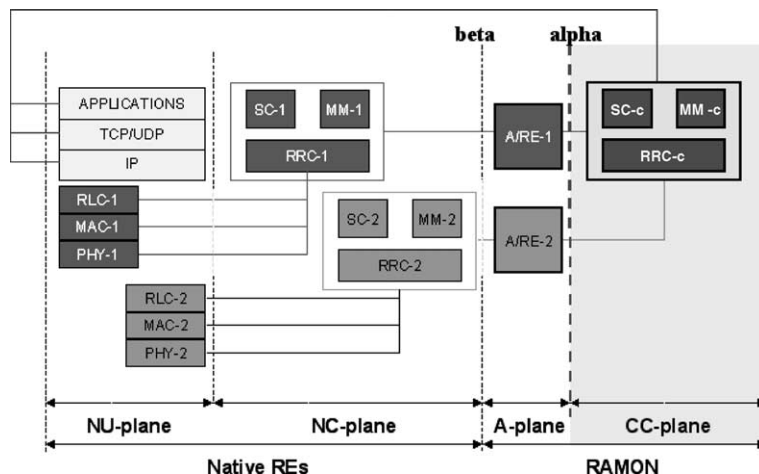 beta alpha
APPLICATIONS
TCP/UDP
IP
SC-1 MM-1
RRC-1
A/RE-1
SC-c MM -c
RRC-c
RLC-1
MAC-1
PHY-1
SC-2 MM-2
RRC-2
A/RE-2
RLC-2
MAC-2
PHY-2
NU-plane NC-plane A-plane CC-plane
Native REs RAMON